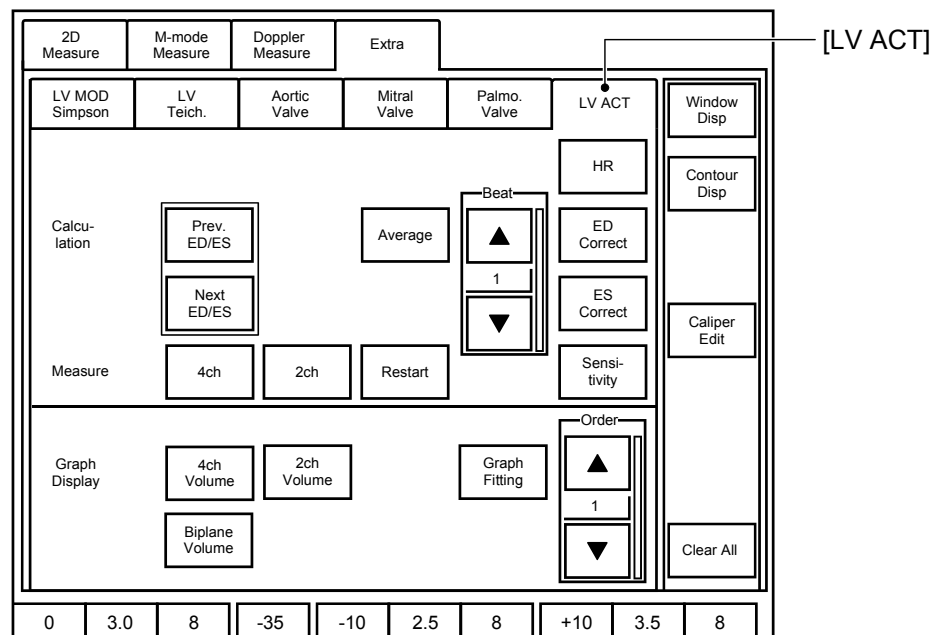 2D
Measure
M-mode
Measure
Doppler
Measure
Extra
[LV ACT]
LV MOD
Simpson
LV
Teich.
Aortic
Valve
Mitral
Valve
Palmo.
Valve
LV ACT
Window
Disp
HR
Contour
Disp
Beat
Calcu-
lation
Prev.
ED/ES
Average
▲
ED
Correct
1
Next
ED/ES
▼
ES
Correct
Caliper
Edit
Measure
4ch
2ch
Restart
Sensi-
tivity
Order
Graph
Display
4ch
Volume
2ch
Volume
Graph
Fitting
▲
1
Biplane
Volume
▼
Clear All
0 3.0 8 -35 -10 2.5 8 +10 3.5 8